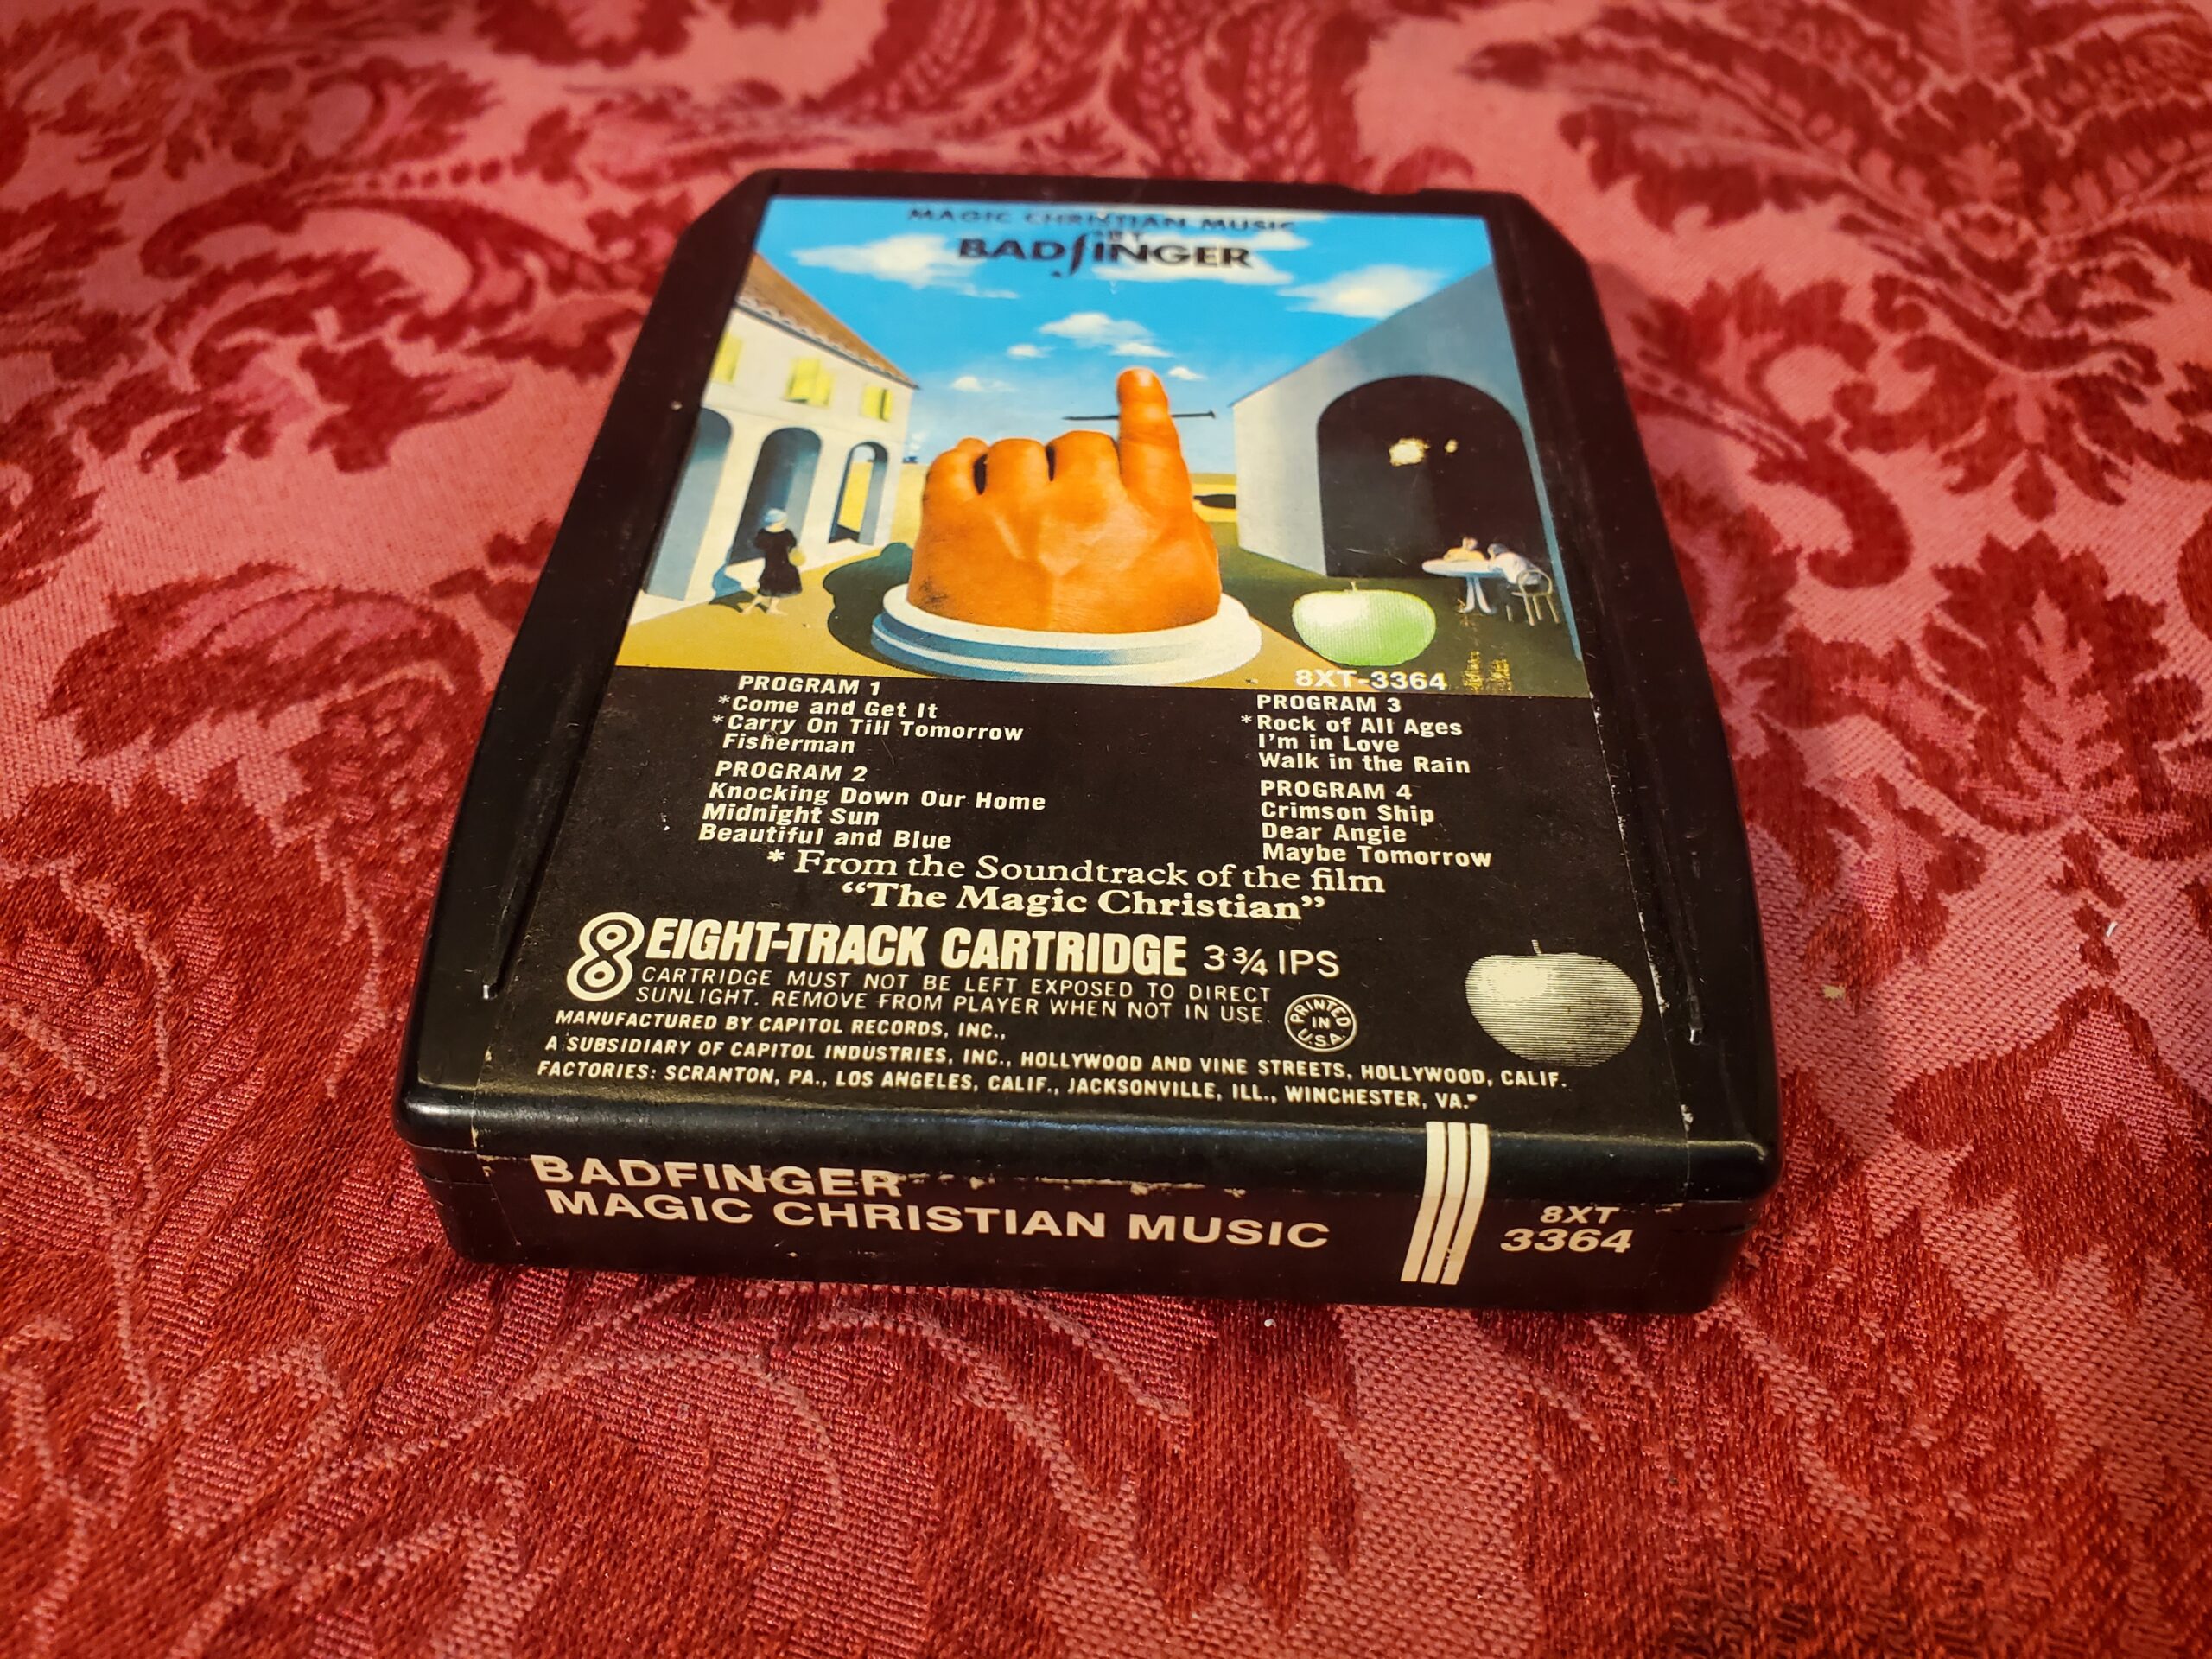 MAGIC CHRISTIAN MUSIC
BY
BADFINGER
8XT-3364
PROGRAM 1
*Come and Get It
*Carry On Till Tomorrow
Fisherman
PROGRAM 2
Knocking Down Our Home
Midnight Sun
Beautiful and Blue
PROGRAM 3
*Rock of All Ages
I'm in Love
Walk in the Rain
PROGRAM 4
Crimson Ship
Dear Angie
Maybe Tomorrow
* From the Soundtrack of the film
“The Magic Christian”
8 EIGHT-TRACK CARTRIDGE 3 ¾ IPS
CARTRIDGE MUST NOT BE LEFT EXPOSED TO DIRECT
SUNLIGHT. REMOVE FROM PLAYER WHEN NOT IN USE.
PRINTED
IN
U.S.A.
MANUFACTURED BY CAPITOL RECORDS, INC.,
A SUBSIDIARY OF CAPITOL INDUSTRIES, INC., HOLLYWOOD AND VINE STREETS, HOLLYWOOD, CALIF.
FACTORIES: SCRANTON, PA., LOS ANGELES, CALIF., JACKSONVILLE, ILL., WINCHESTER, VA."
BADFINGER
MAGIC CHRISTIAN MUSIC
8XT
3364